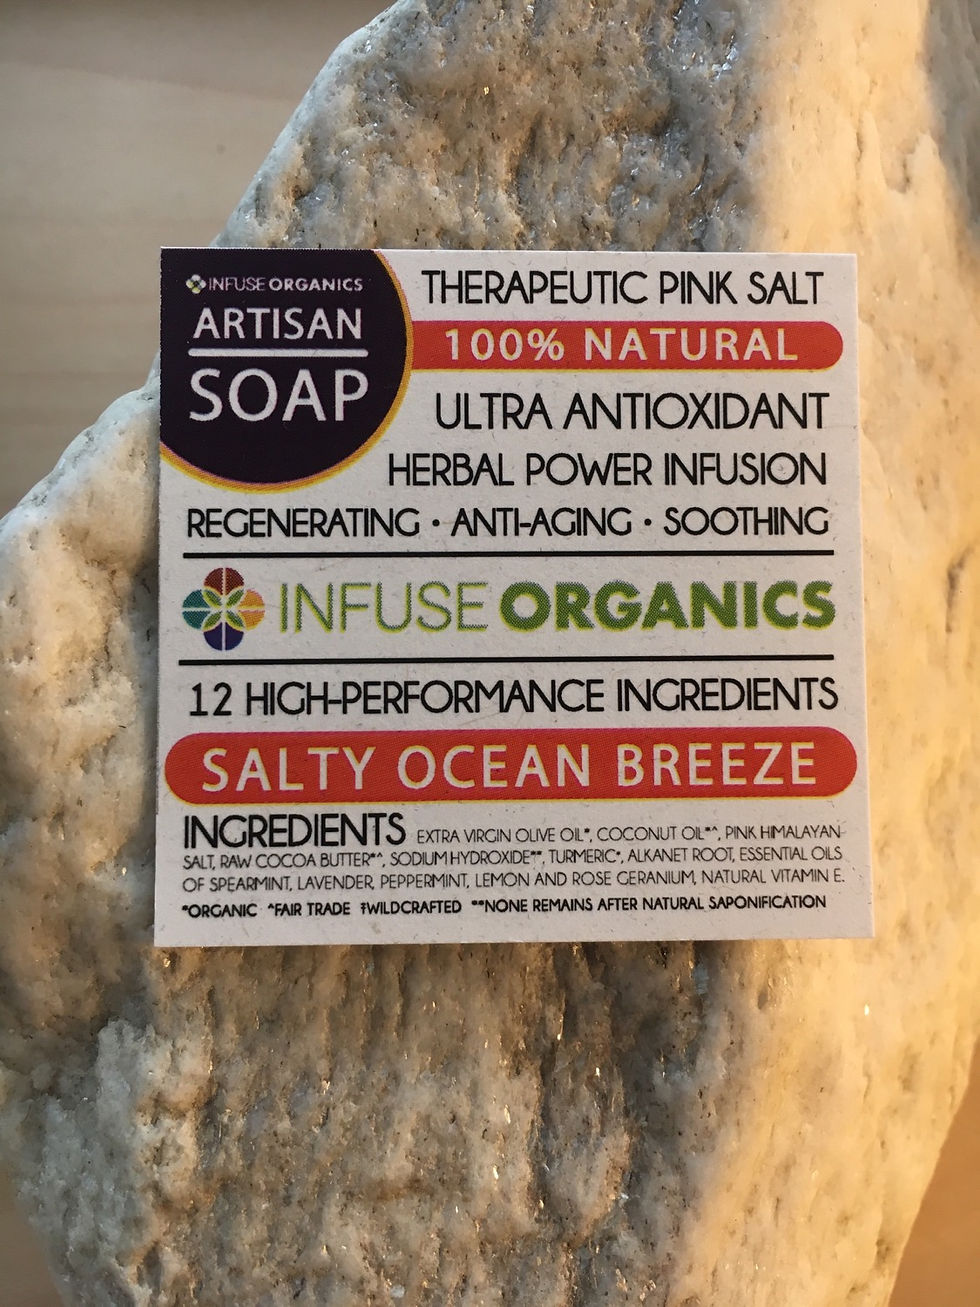 INFUSE ORGANICS
ARTISAN
SOAP
THERAPEUTIC PINK SALT
100% NATURAL
ULTRA ANTIOXIDANT
HERBAL POWER INFUSION
REGENERATING • ANTI-AGING • SOOTHING
INFUSE ORGANICS
12 HIGH-PERFORMANCE INGREDIENTS
SALTY OCEAN BREEZE
INGREDIENTS EXTRA VIRGIN OLIVE OIL*, COCONUT OIL*^, PINK HIMALAYAN
SALT, RAW COCOA BUTTER*^, SODIUM HYDROXIDE**, TURMERIC*, ALKANET ROOT, ESSENTIAL OILS
OF SPEARMINT, LAVENDER, PEPPERMINT, LEMON AND ROSE GERANIUM, NATURAL VITAMIN E.
*ORGANIC ^FAIR TRADE ‡WILDCRAFTED **NONE REMAINS AFTER NATURAL SAPONIFICATION